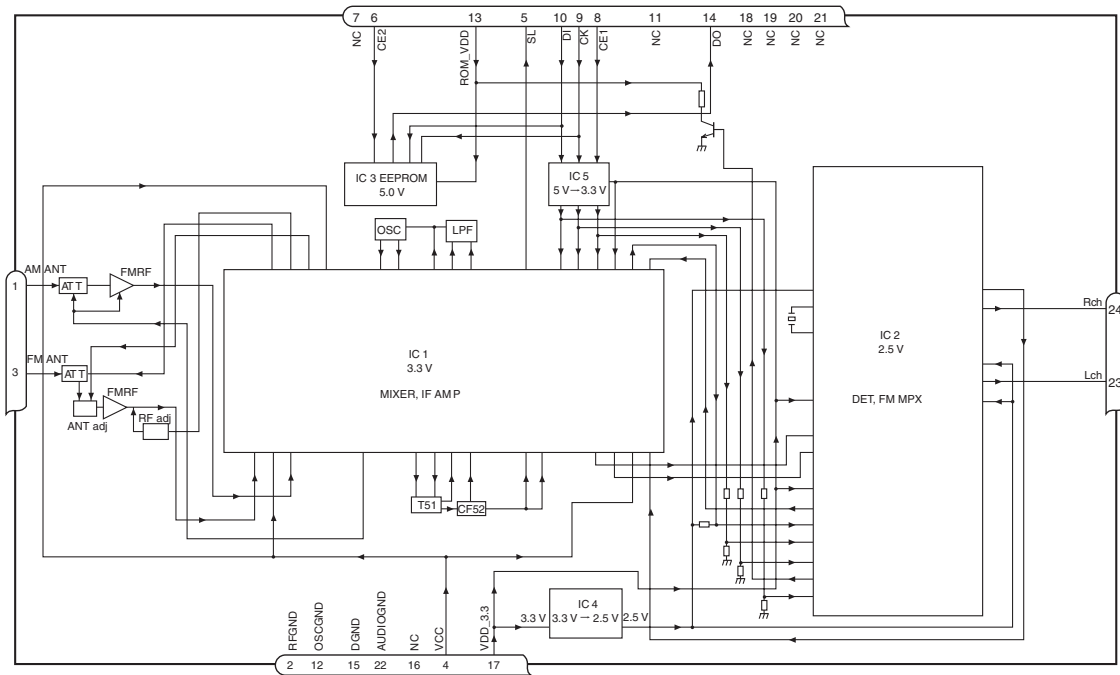 7 6 13 5 10 9 8 11 14 18 19 20 21
NC CE2 ROM_VDD SL DI CK CE1 NC DO NC NC NC NC
IC 3 EEPROM
5.0 V
IC 5
5 V→3.3 V
OSC
LPF
1
AM ANT
ATT
FMRF
3
FM ANT
ATT
FMRF
ANT adj
RF adj
IC 1
3.3 V
MIXER, IF AMP
IC 2
2.5 V
DET, FM MPX
Rch
24
Lch
23
T51
CF52
IC 4
3.3 V
3.3 V → 2.5 V
2.5 V
RFGND OSCGND DGND AUDIOGND NC VCC VDD_3.3
2 12 15 22 16 4 17